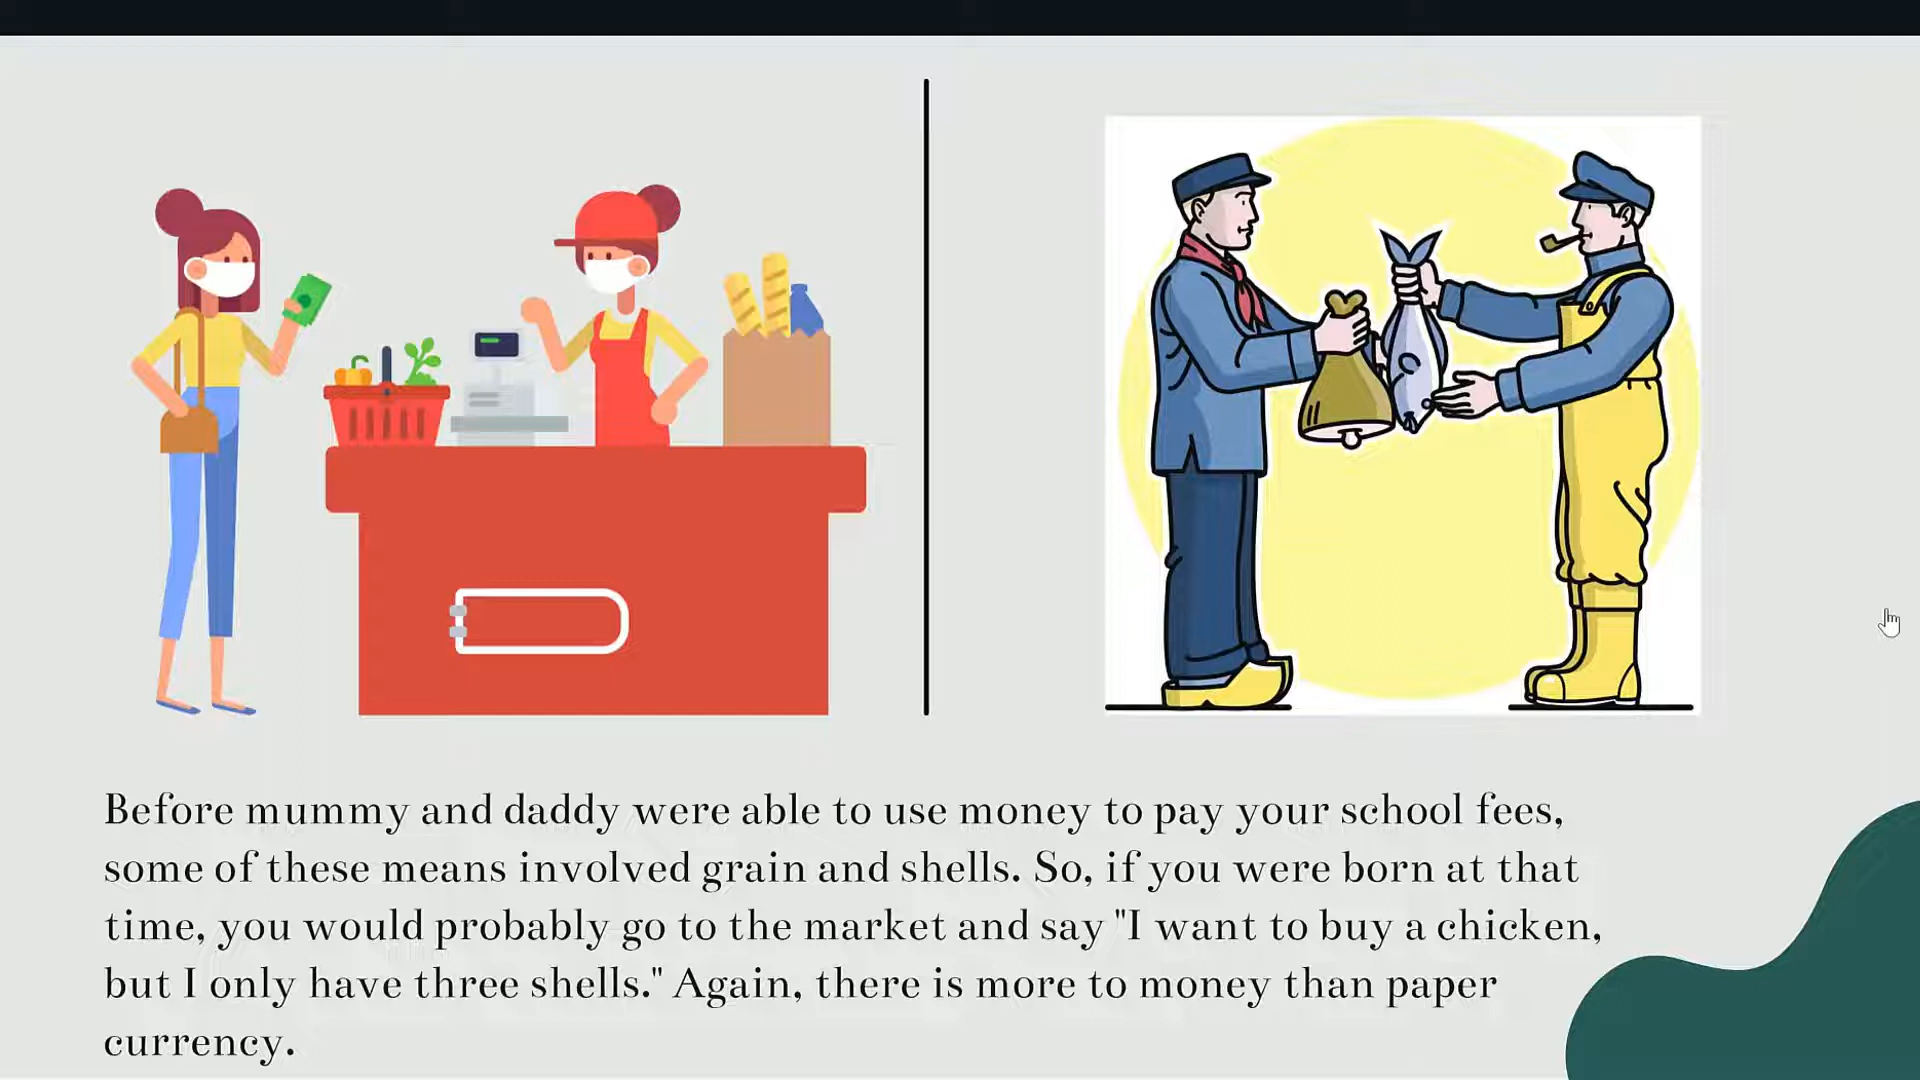 Before mummy and daddy were able to use money to pay your school fees,
some of these means involved grain and shells. So, if you were born at that
time, you would probably go to the market and say "I want to buy a chicken,
but I only have three shells." Again, there is more to money than paper
currency.